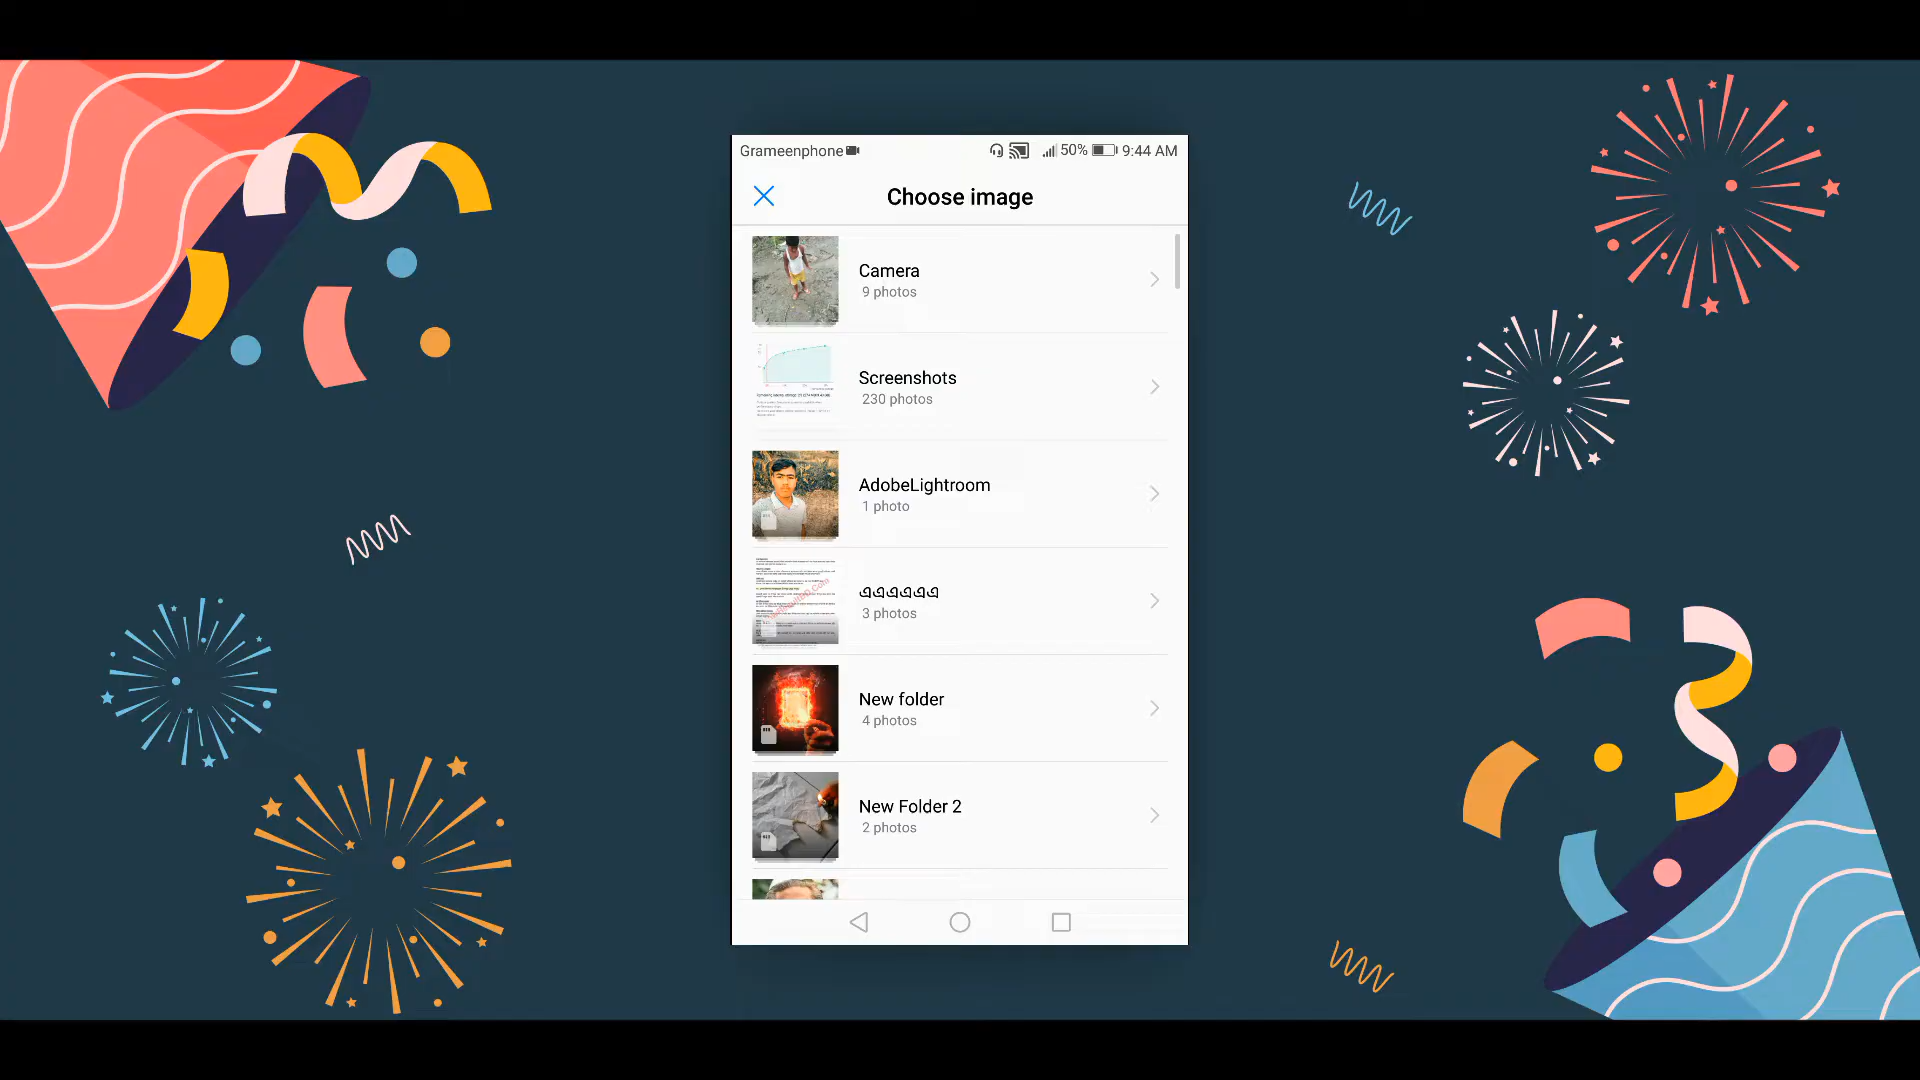 Grameenphone
50% 9:44 AM
Choose image
Camera
9 photos
Screenshots
230 photos
AdobeLightroom
1 photo
এএএএএএ
3 photos
New folder
4 photos
New Folder 2
2 photos